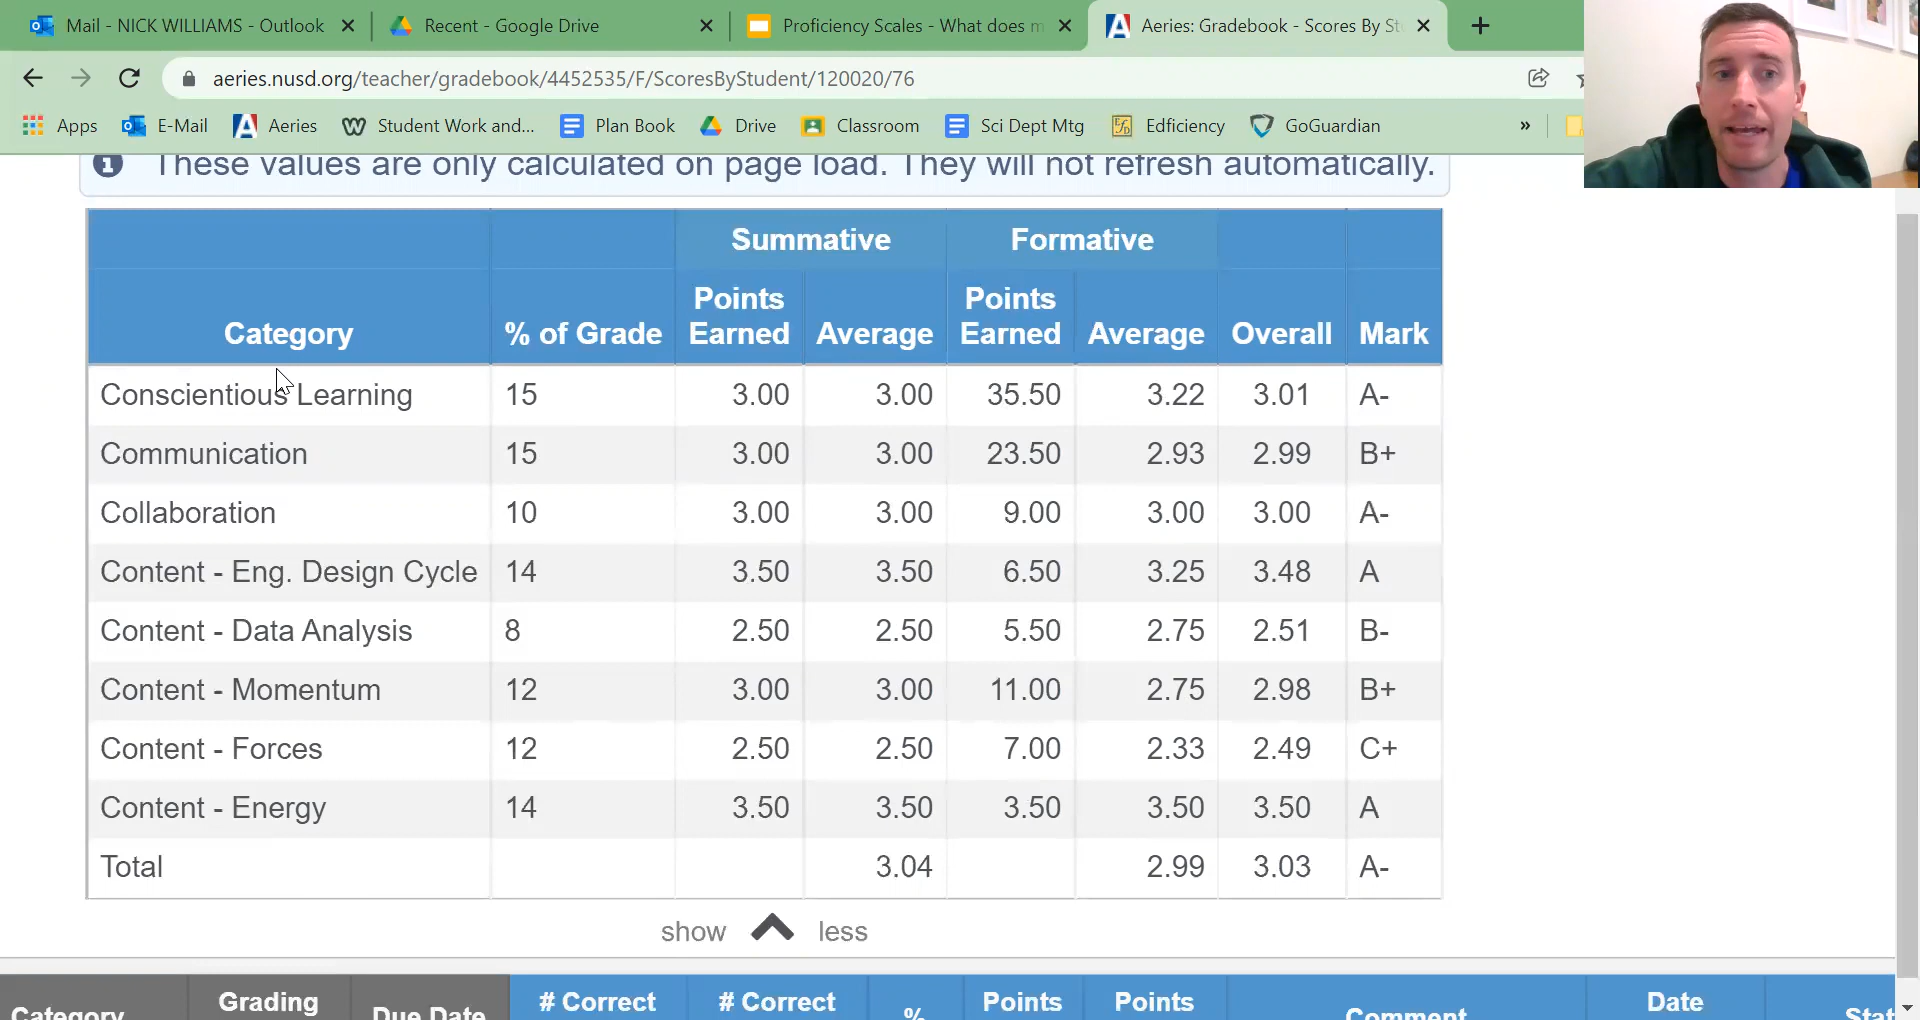 Mail - NICK WILLIAMS - Outlook
Recent - Google Drive
Proficiency Scales - What does m
Aeries: Gradebook - Scores By St
aeries.nusd.org/teacher/gradebook/4452535/F/ScoresByStudent/120020/76
Apps E-Mail Aeries Student Work and... Plan Book Drive Classroom Sci Dept Mtg Edficiency GoGuardian »
These values are only calculated on page load. They will not refresh automatically.
Summative Formative
Category % of Grade Points Earned Average Points Earned Average Overall Mark
Conscientious Learning 15 3.00 3.00 35.50 3.22 3.01 A-
Communication 15 3.00 3.00 23.50 2.93 2.99 B+
Collaboration 10 3.00 3.00 9.00 3.00 3.00 A-
Content - Eng. Design Cycle 14 3.50 3.50 6.50 3.25 3.48 A
Content - Data Analysis 8 2.50 2.50 5.50 2.75 2.51 B-
Content - Momentum 12 3.00 3.00 11.00 2.75 2.98 B+
Content - Forces 12 2.50 2.50 7.00 2.33 2.49 C+
Content - Energy 14 3.50 3.50 3.50 3.50 3.50 A
Total 3.04 2.99 3.03 A-
show less
Grading # Correct # Correct Points Points Date
Category Due Date % Comment Stat